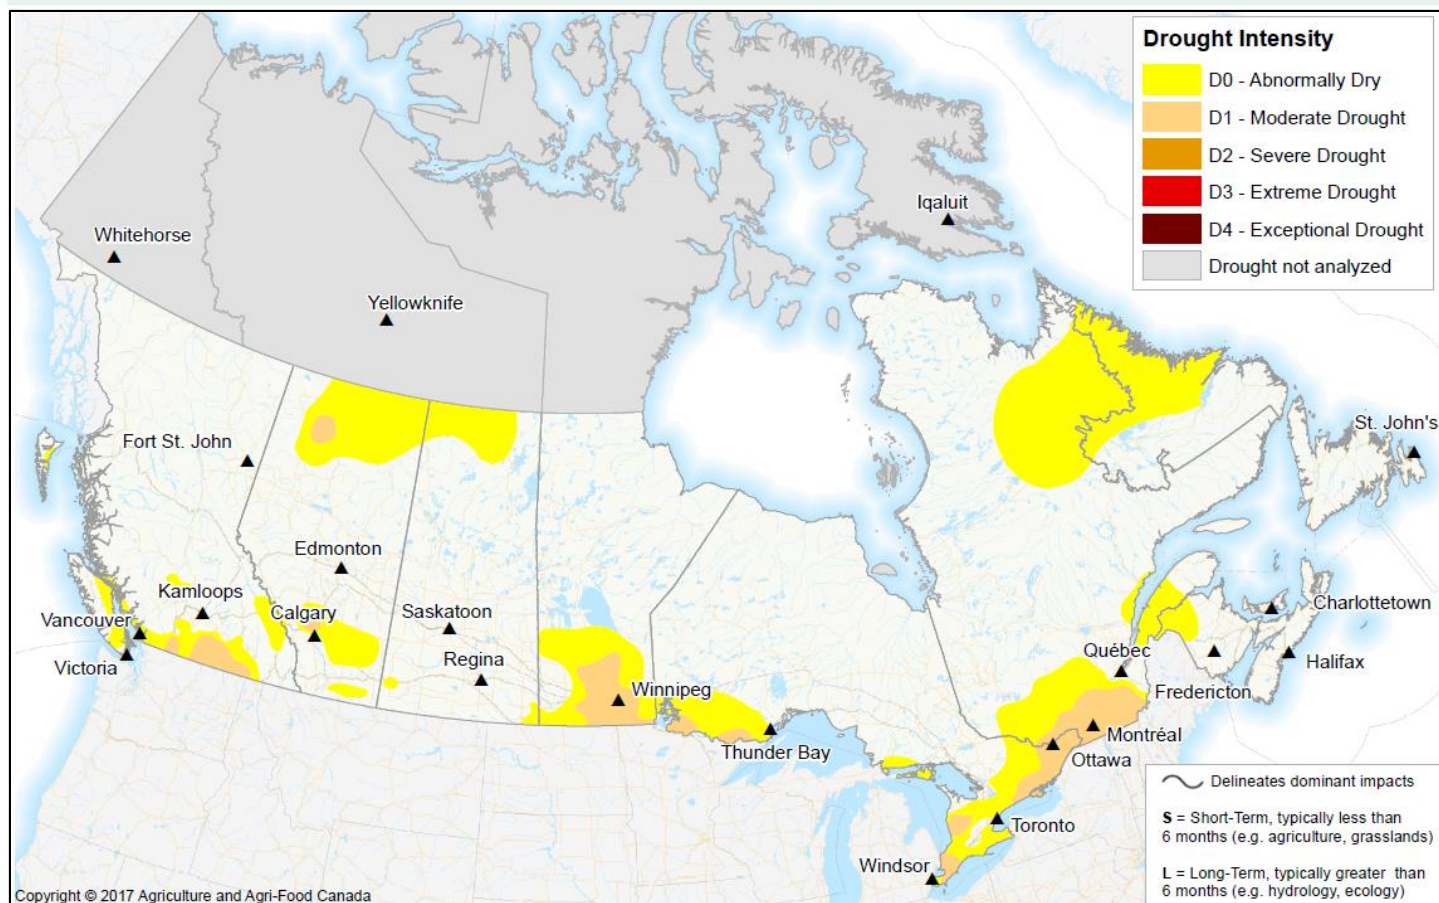 Drought Intensity
D0 - Abnormally Dry
D1 - Moderate Drought
D2 - Severe Drought
D3 - Extreme Drought
D4 - Exceptional Drought
Drought not analyzed
Iqaluit
Whitehorse
Yellowknife
St. John's
Fort St. John
Edmonton
Kamloops
Calgary
Saskatoon
Vancouver
Charlottetown
Victoria
Regina
Québec
Halifax
Winnipeg
Fredericton
Montréal
Thunder Bay
Ottawa
Delineates dominant impacts
S = Short-Term, typically less than
6 months (e.g. agriculture, grasslands)
Toronto
Windsor
L = Long-Term, typically greater than
6 months (e.g. hydrology, ecology)
Copyright © 2017 Agriculture and Agri-Food Canada